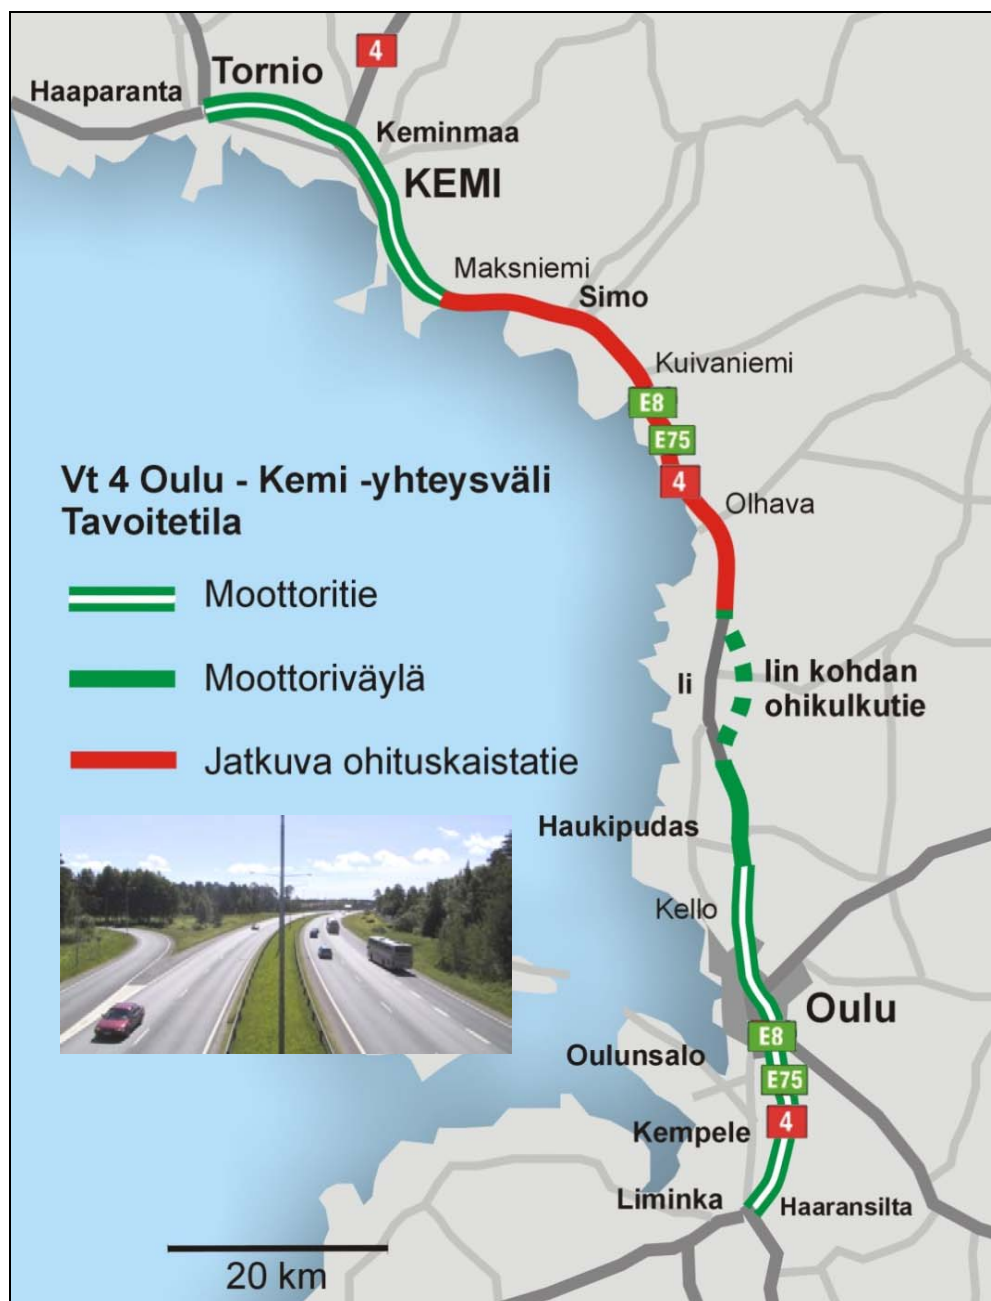 4
Tornio
Haaparanta
Keminmaa
KEMI
Maksniemi
Simo
Kuivaniemi
E8
E75
4
Vt 4 Oulu - Kemi -yhteysväli
Tavoitetila
Olhava
Moottoritie
Moottoriväylä
Ii
Iin kohdan
ohikulkutie
Jatkuva ohituskaistatie
Haukipudas
Kello
Oulu
E8
Oulunsalo
E75
4
Kempele
Liminka
Haaransilta
20 km